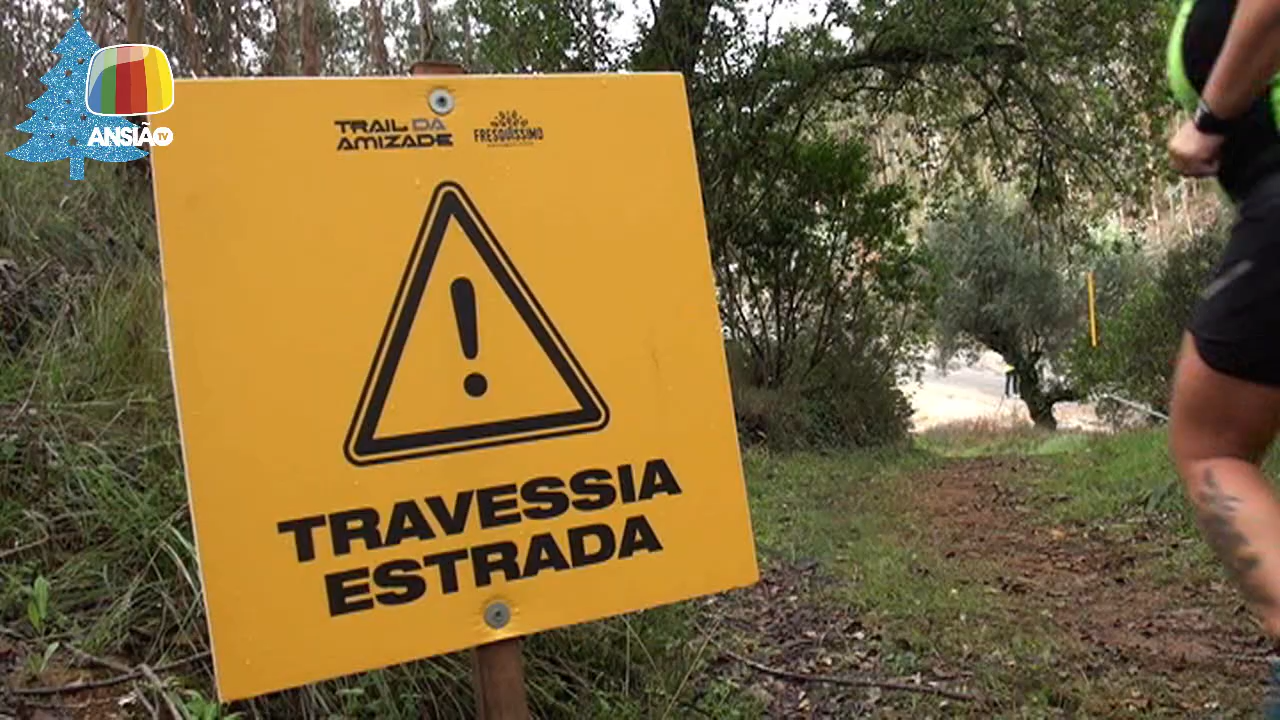 ANSIÃO TV
TRAIL DA
AMIZADE
FRESQUÍSSIMO
TRAVESSIA
ESTRADA